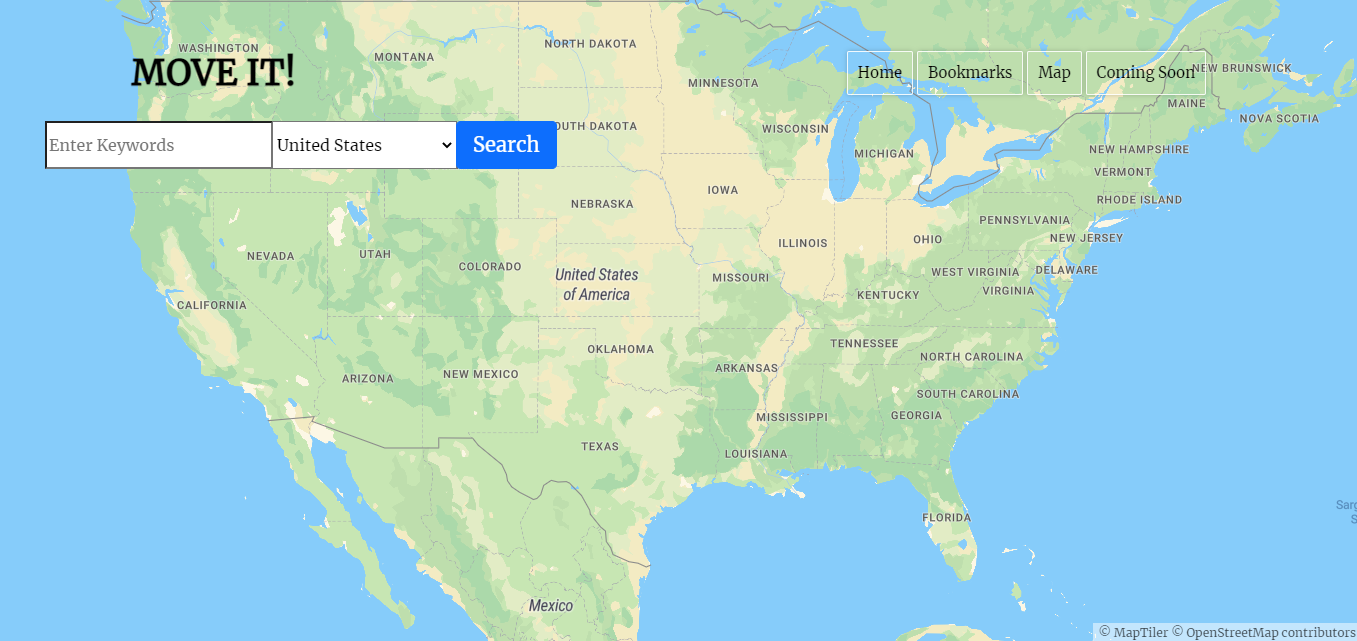 WASHINGTON
MONTANA
NORTH DAKOTA
MINNESOTA
MOVE IT!
Home
Bookmarks
Map
Coming Soon
NEW BRUNSWICK
MAINE
NOVA SCOTIA
Enter Keywords
United States
Search
OUTH DAKOTA
WISCONSIN
MICHIGAN
NEW HAMPSHIRE
VERMONT
RHODE ISLAND
IOWA
NEBRASKA
PENNSYLVANIA
NEW JERSEY
ILLINOIS
OHIO
NEVADA
UTAH
COLORADO
United States
of America
MISSOURI
WEST VIRGINIA
DELAWARE
VIRGINIA
KENTUCKY
CALIFORNIA
OKLAHOMA
TENNESSEE
NORTH CAROLINA
ARIZONA
NEW MEXICO
ARKANSAS
SOUTH CAROLINA
MISSISSIPPI
GEORGIA
TEXAS
LOUISIANA
FLORIDA
Sarg
S
Mexico
© MapTiler © OpenStreetMap contributors